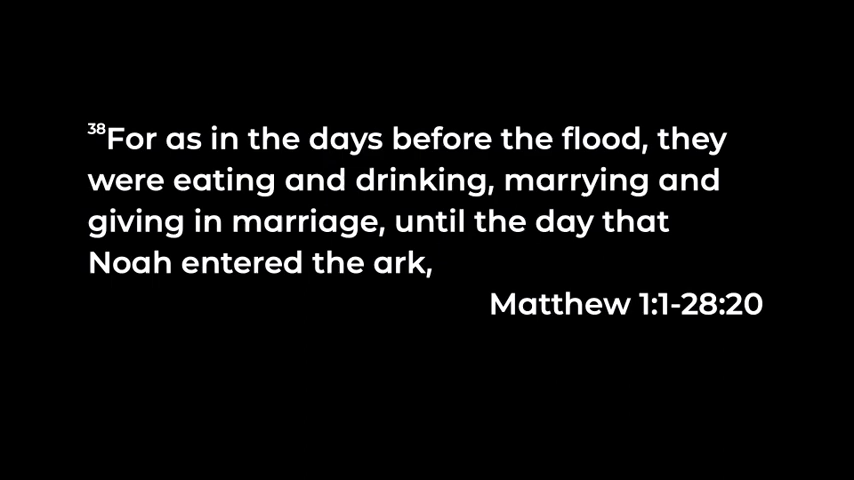 ³⁸For as in the days before the flood, they
were eating and drinking, marrying and
giving in marriage, until the day that
Noah entered the ark,
Matthew 1:1-28:20